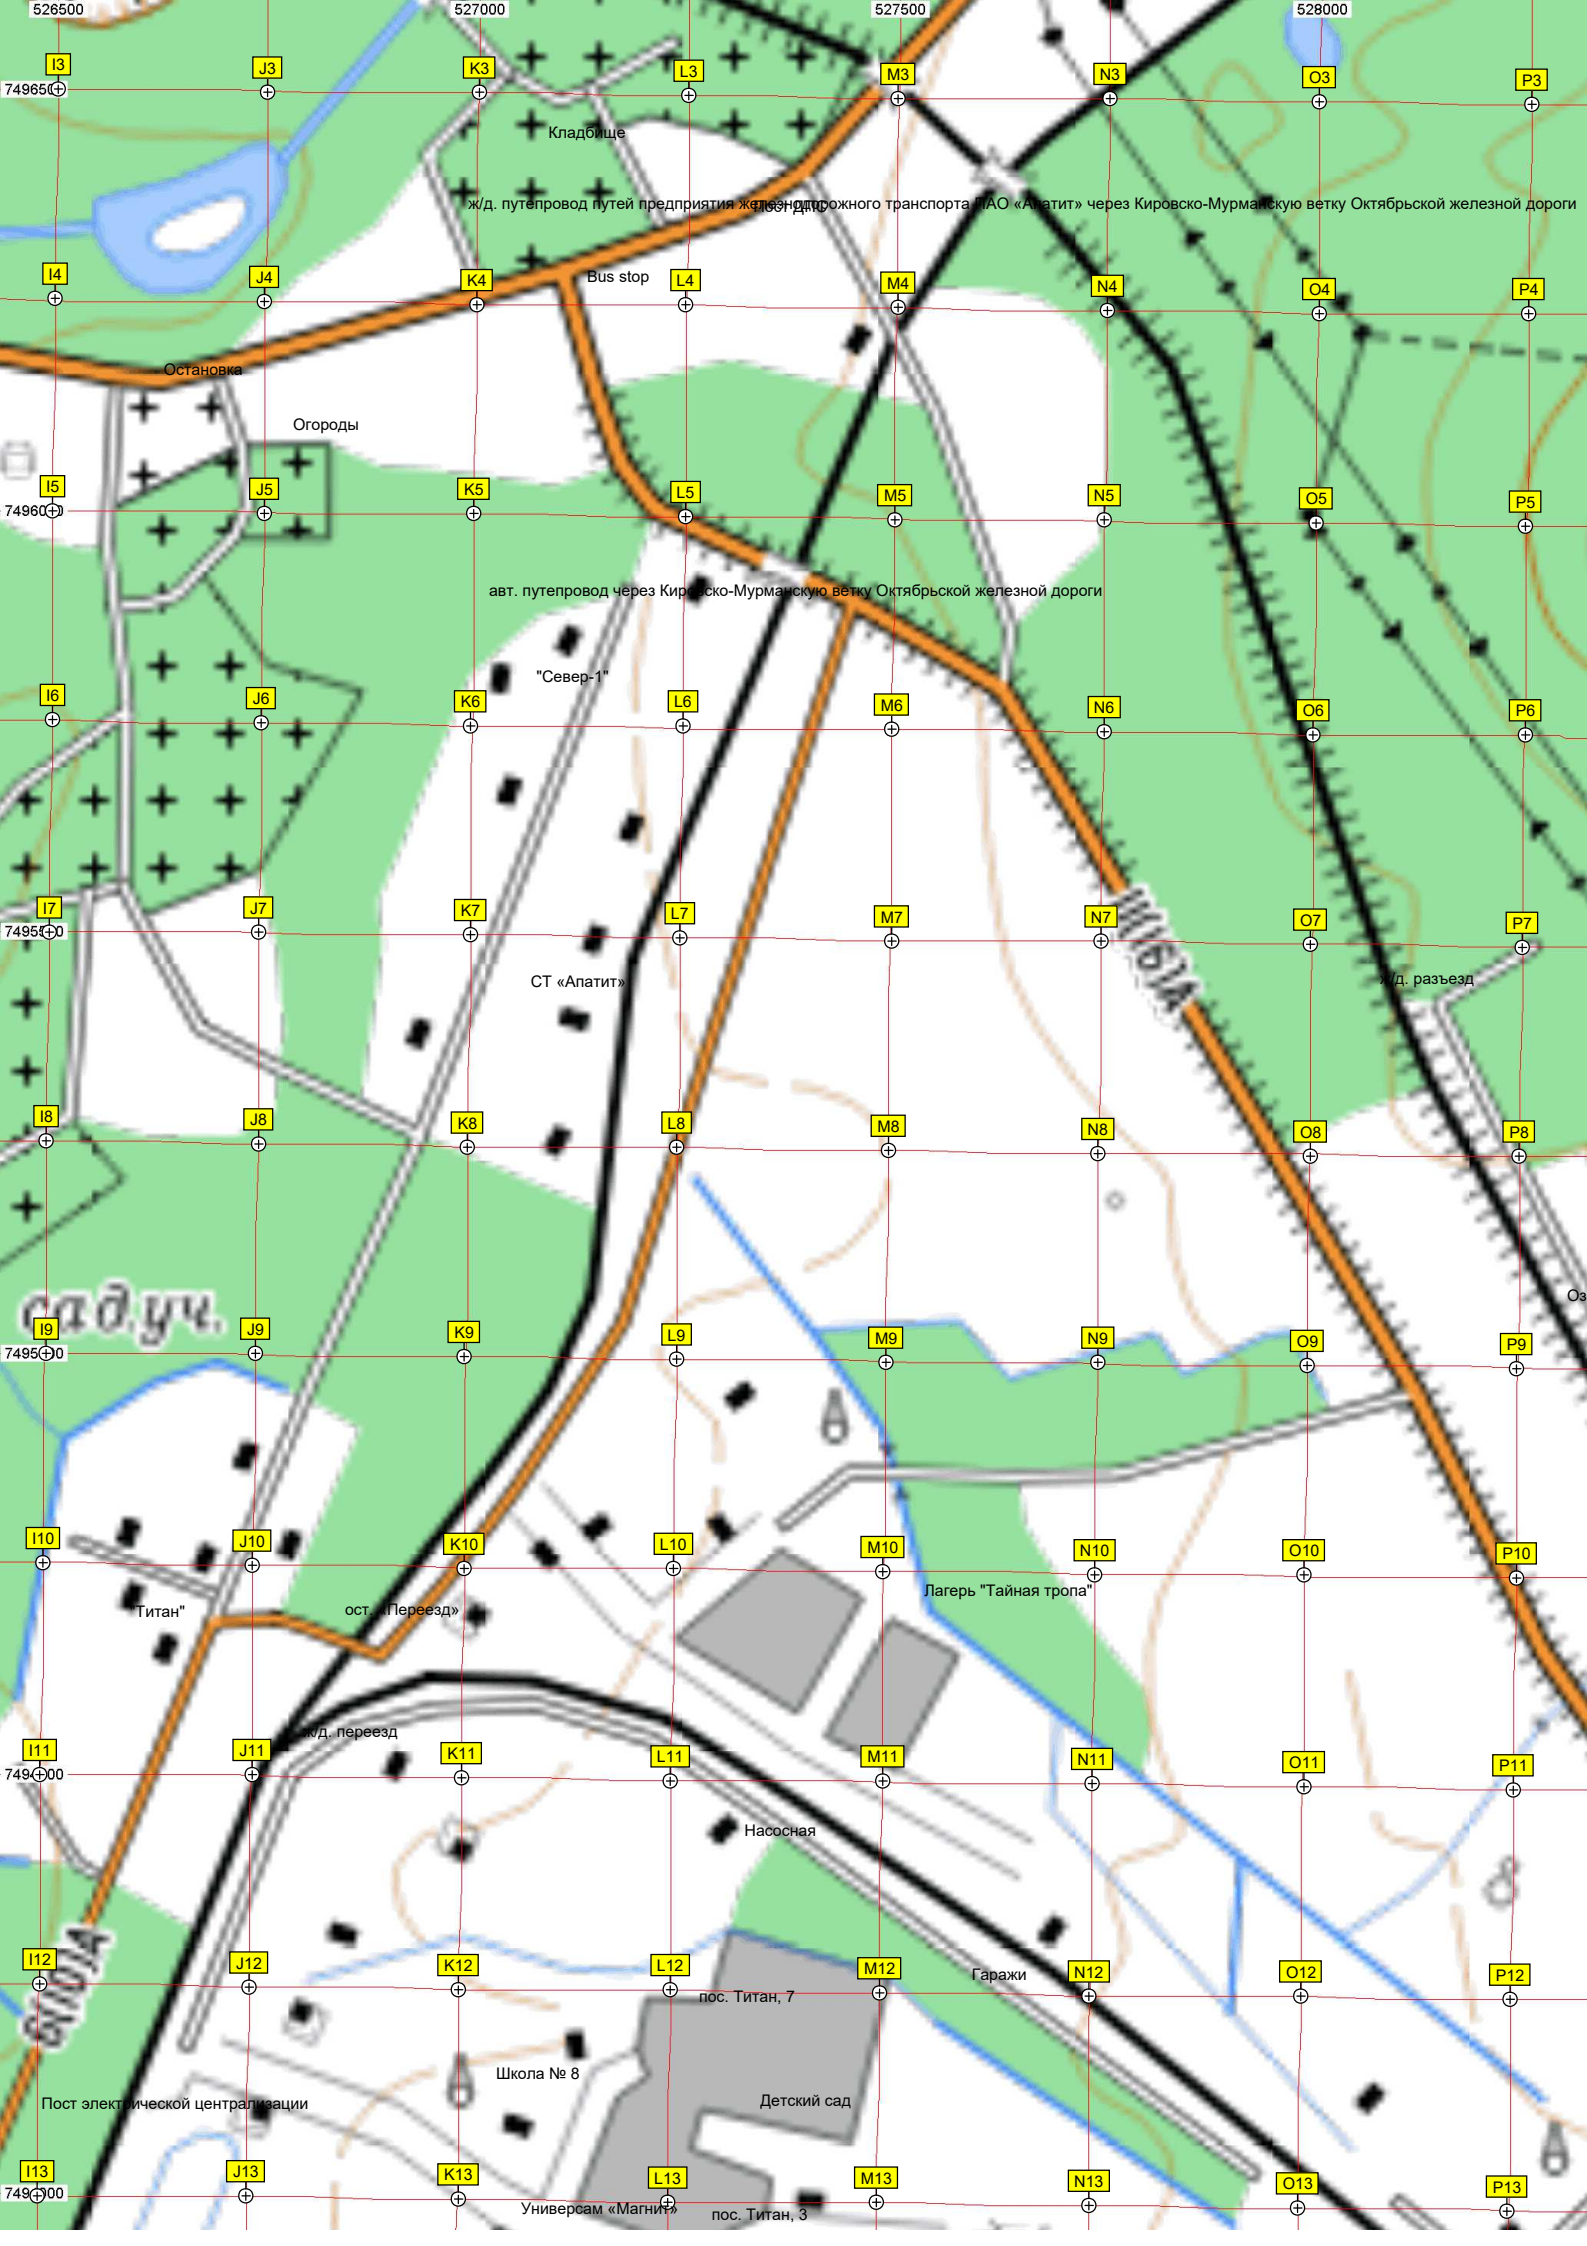 526500 527000 527500 528000
I3 J3 K3 L3 M3 N3 O3 P3
749650
Кладбище
ж/д. путепровод путей предприятия железнодорожного транспорта ПАО «Апатит» через Кировско-Мурманскую ветку Октябрьской железной дороги
I4 J4 K4 L4 M4 N4 O4 P4
Bus stop
Остановка
Огороды
I5 J5 K5 L5 M5 N5 O5 P5
авт. путепровод через Кировско-Мурманскую ветку Октябрьской железной дороги
"Север-1"
I6 J6 K6 L6 M6 N6 O6 P6
I7 J7 K7 L7 M7 N7 O7 P7
СТ «Апатит»
ж/д. разъезд
I8 J8 K8 L8 M8 N8 O8 P8
Оз
сад.уч.
I9 J9 K9 L9 M9 N9 O9 P9
I10 J10 K10 L10 M10 N10 O10 P10
Лагерь "Тайная тропа"
"Титан"
ост. «Переезд»
ж/д. переезд
I11 J11 K11 L11 M11 N11 O11 P11
Насосная
I12 J12 K12 L12 M12 N12 O12 P12
Гаражи
пос. Титан, 7
Школа № 8
Детский сад
Пост электрической централизации
I13 J13 K13 L13 M13 N13 O13 P13
Универсам «Магнит»
пос. Титан, 3